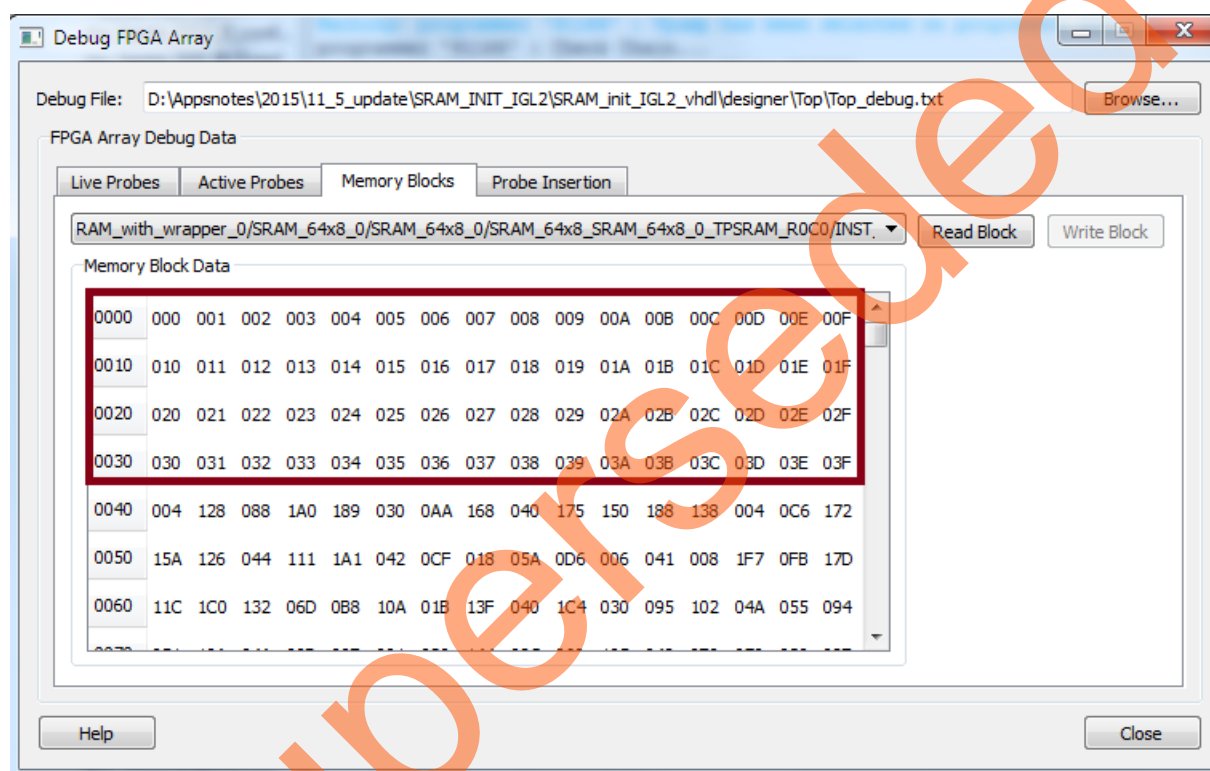 Debug FPGA Array
Debug File: D:\Appsnotes\2015\11_5_update\SRAM_INIT_IGL2\SRAM_init_IGL2_vhdl\designer\Top\Top_debug.txt Browse...
FPGA Array Debug Data
Live Probes Active Probes Memory Blocks Probe Insertion
RAM_with_wrapper_0/SRAM_64x8_0/SRAM_64x8_0/SRAM_64x8_SRAM_64x8_0_TPSRAM_R0C0/INST_ Read Block Write Block
Memory Block Data
0000 000 001 002 003 004 005 006 007 008 009 00A 00B 00C 00D 00E 00F
0010 010 011 012 013 014 015 016 017 018 019 01A 01B 01C 01D 01E 01F
0020 020 021 022 023 024 025 026 027 028 029 02A 02B 02C 02D 02E 02F
0030 030 031 032 033 034 035 036 037 038 039 03A 03B 03C 03D 03E 03F
0040 004 128 088 1A0 189 030 0AA 168 040 175 150 188 138 004 0C6 172
0050 15A 126 044 111 1A1 042 0CF 018 05A 0D6 006 041 008 1F7 0FB 17D
0060 11C 1C0 132 06D 0B8 10A 01B 13F 040 1C4 030 095 102 04A 055 094
Help Close
perseded